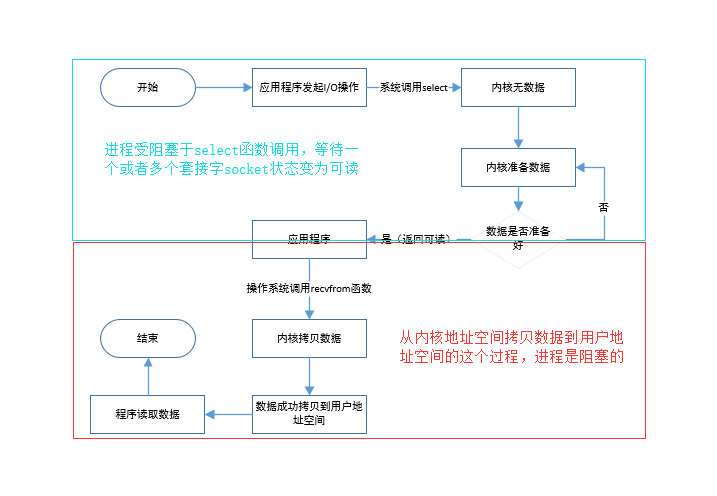 开始
应用程序发起I/O操作
系统调用select
内核无数据
进程受阻塞于select函数调用，等待一
个或者多个套接字socket状态变为可读
内核准备数据
否
数据是否准备
好
是（返回可读）
应用程序
操作系统调用recvfrom函数
结束
内核拷贝数据
从内核地址空间拷贝数据到用户地
址空间的这个过程，进程是阻塞的
程序读取数据
数据成功拷贝到用户地
址空间